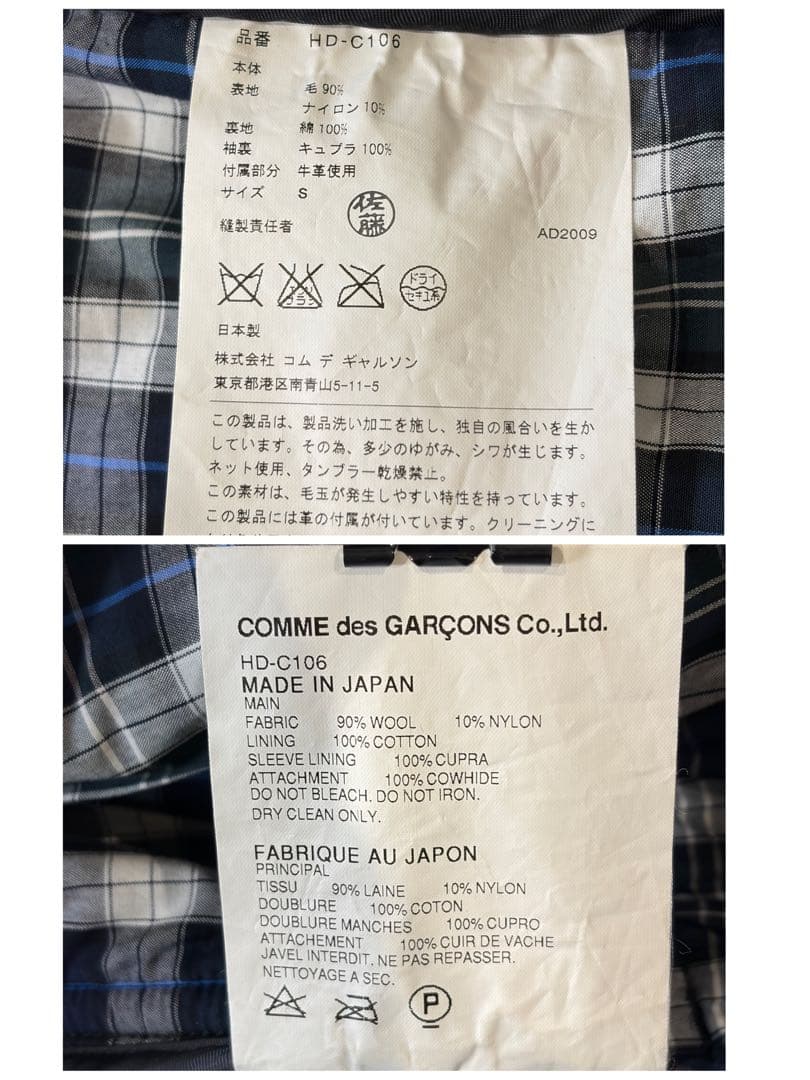 品番 HD-C106
本体
表地 毛 90%
ナイロン 10%
裏地 綿 100%
袖裏 キュプラ 100%
付属部分 牛革使用
サイズ S
佐藤
縫製責任者 AD2009
エンソ サラシ
ドライ
セキユ系
日本製
株式会社 コム デ ギャルソン
東京都港区南青山5-11-5
この製品は、製品洗い加工を施し、独自の風合いを生か
しています。その為、多少のゆがみ、シワが生じます。
ネット使用、タンブラー乾燥禁止。
この素材は、毛玉が発生しやすい特性を持っています。
この製品には革の付属が付いています。クリーニングに
COMME des GARÇONS Co.,Ltd.
HD-C106
MADE IN JAPAN
MAIN
FABRIC 90% WOOL 10% NYLON
LINING 100% COTTON
SLEEVE LINING 100% CUPRA
ATTACHMENT 100% COWHIDE
DO NOT BLEACH. DO NOT IRON.
DRY CLEAN ONLY.
FABRIQUE AU JAPON
PRINCIPAL
TISSU 90% LAINE 10% NYLON
DOUBLURE 100% COTON
DOUBLURE MANCHES 100% CUPRO
ATTACHEMENT 100% CUIR DE VACHE
JAVEL INTERDIT. NE PAS REPASSER.
NETTOYAGE A SEC.
P